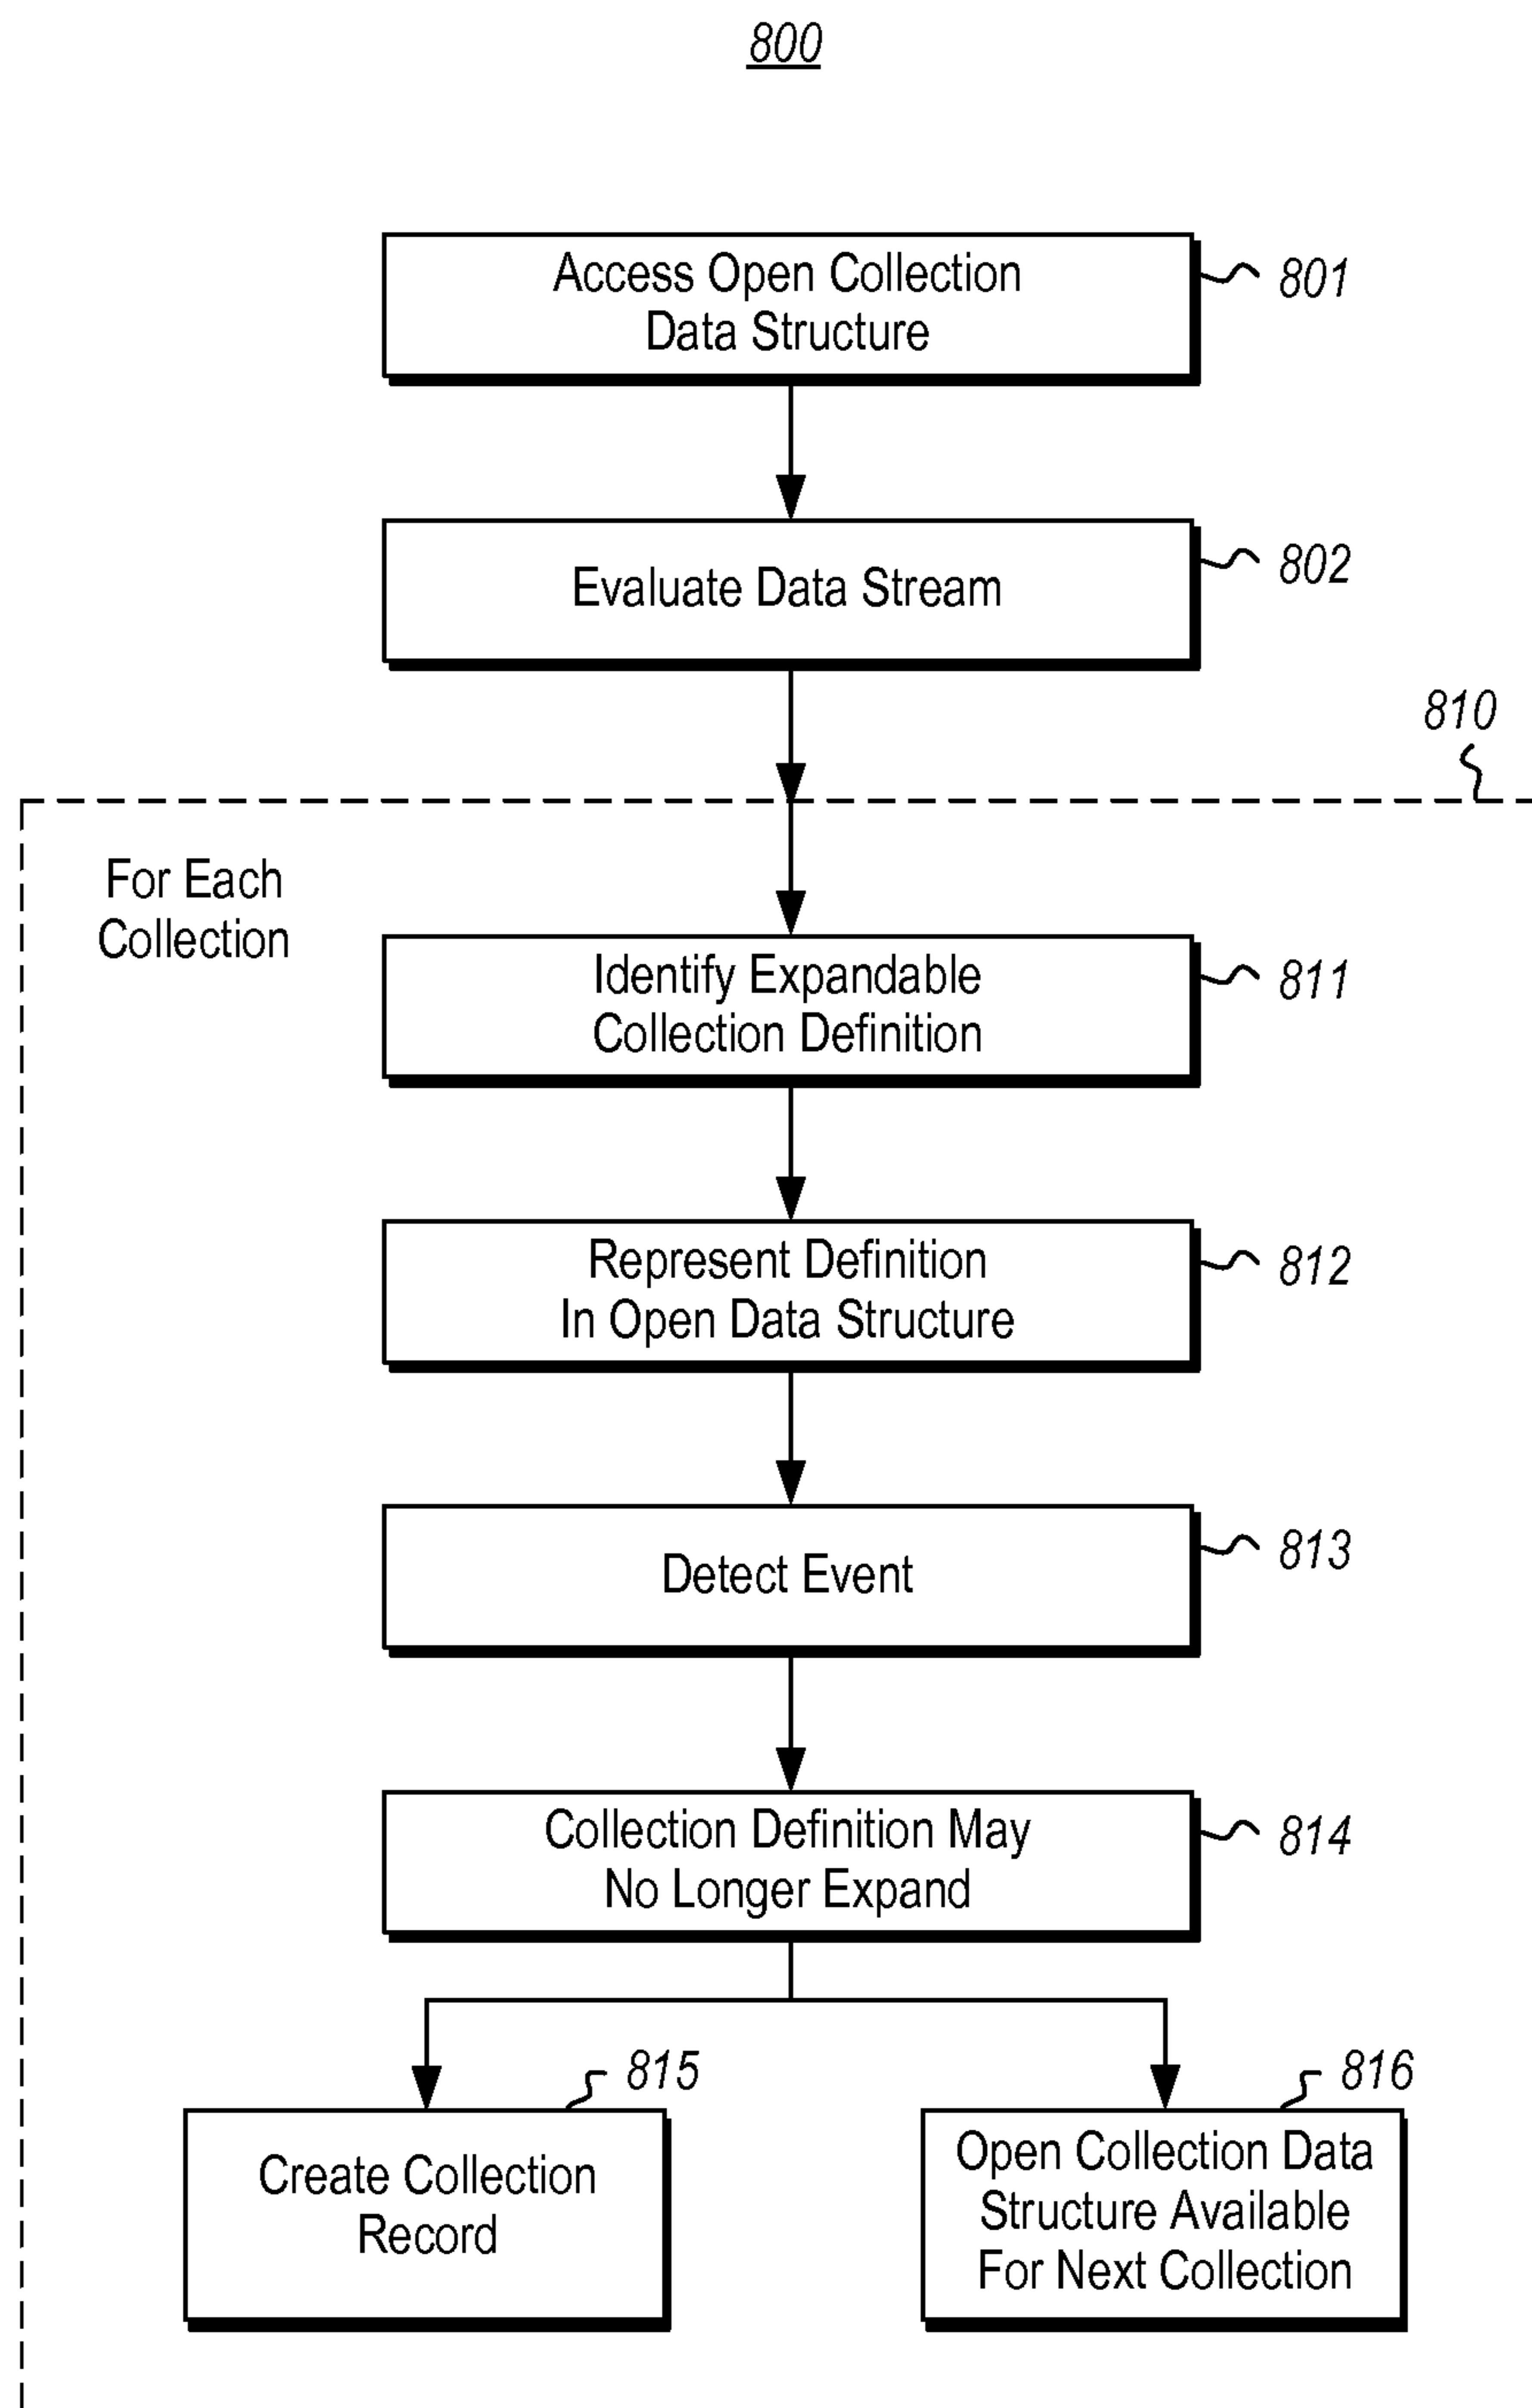 800
Access Open Collection
Data Structure
801
Evaluate Data Stream
802
810
For Each
Collection
Identify Expandable
Collection Definition
811
Represent Definition
In Open Data Structure
812
Detect Event
813
Collection Definition May
No Longer Expand
814
815
Create Collection
Record
816
Open Collection Data
Structure Available
For Next Collection